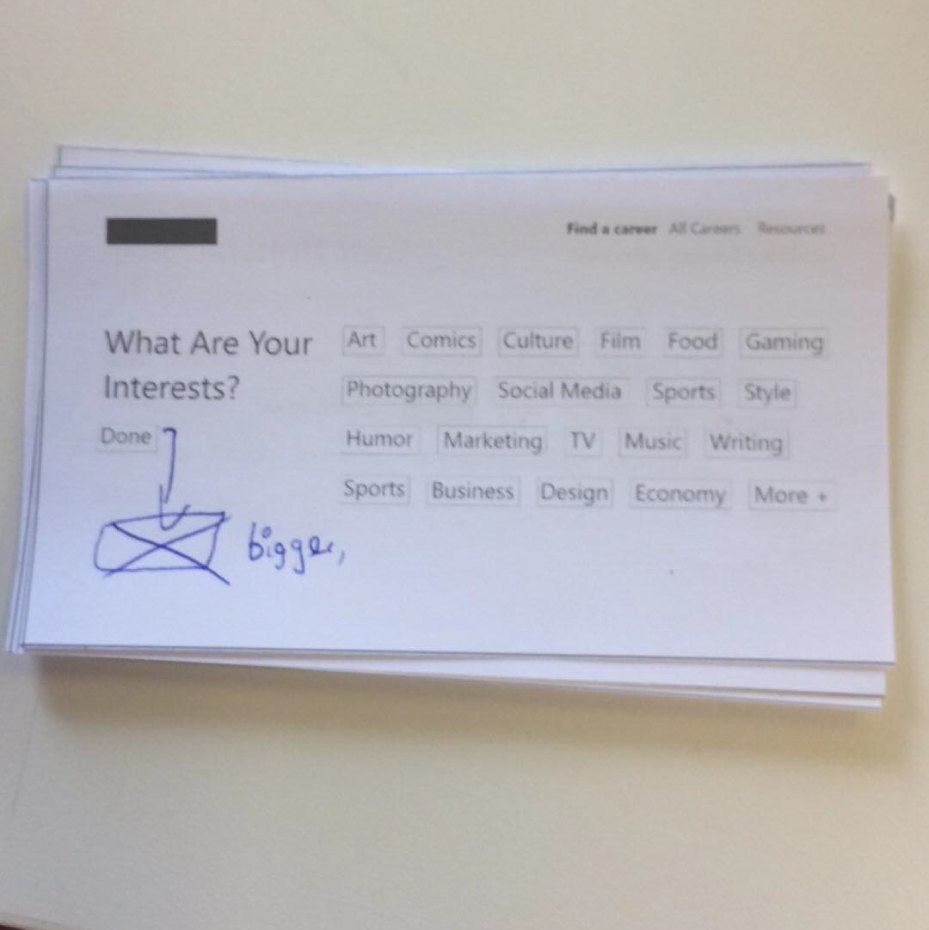 Find a career All Careers Resources
What Are Your
Interests?
Done
bigger,
Art Comics Culture Film Food Gaming
Photography Social Media Sports Style
Humor Marketing TV Music Writing
Sports Business Design Economy More +